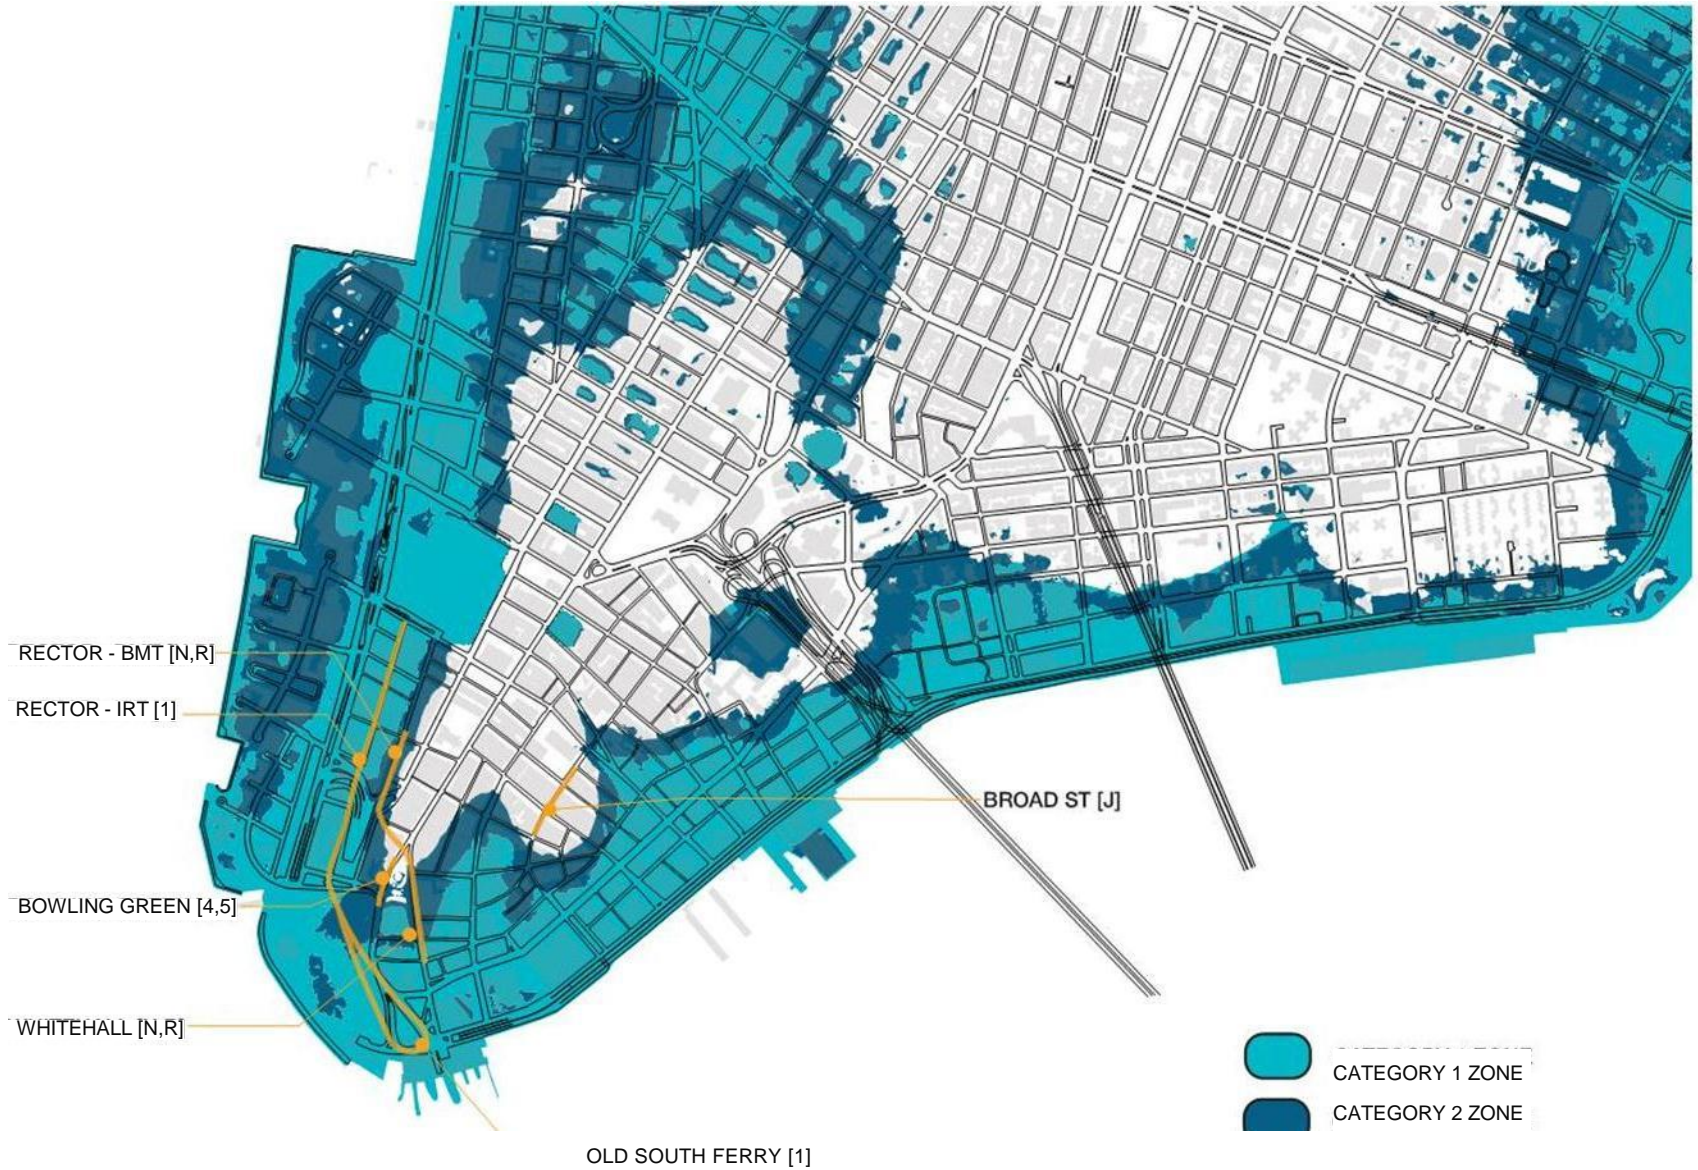 RECTOR - BMT [N,R]
RECTOR - IRT [1]
BROAD ST [J]
BOWLING GREEN [4,5]
WHITEHALL [N,R]
CATEGORY 1 ZONE
CATEGORY 2 ZONE
OLD SOUTH FERRY [1]